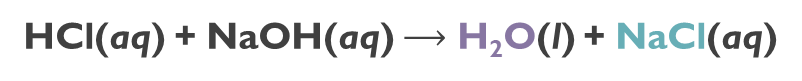 HCl(aq) + NaOH(aq) ⟶ H₂O(l) + NaCl(aq)